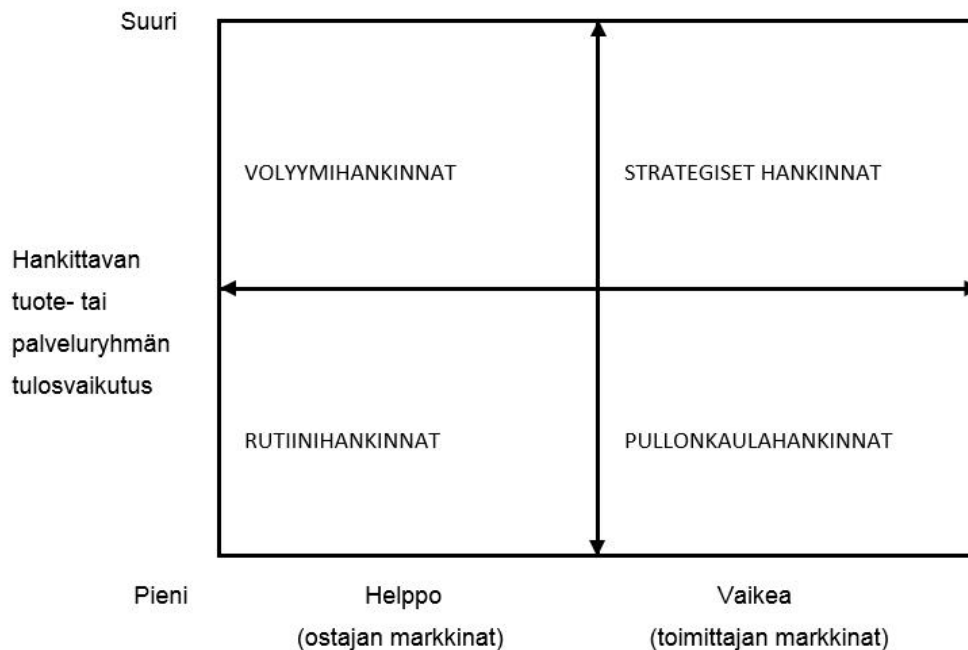 Suuri
VOLYYMIHANKINNAT
STRATEGISET HANKINNAT
Hankittavan
tuote- tai
palveluryhmän
tulosvaikutus
RUTIINIHANKINNAT
PULLONKAULAHANKINNAT
Pieni
Helppo
(ostajan markkinat)
Vaikea
(toimittajan markkinat)